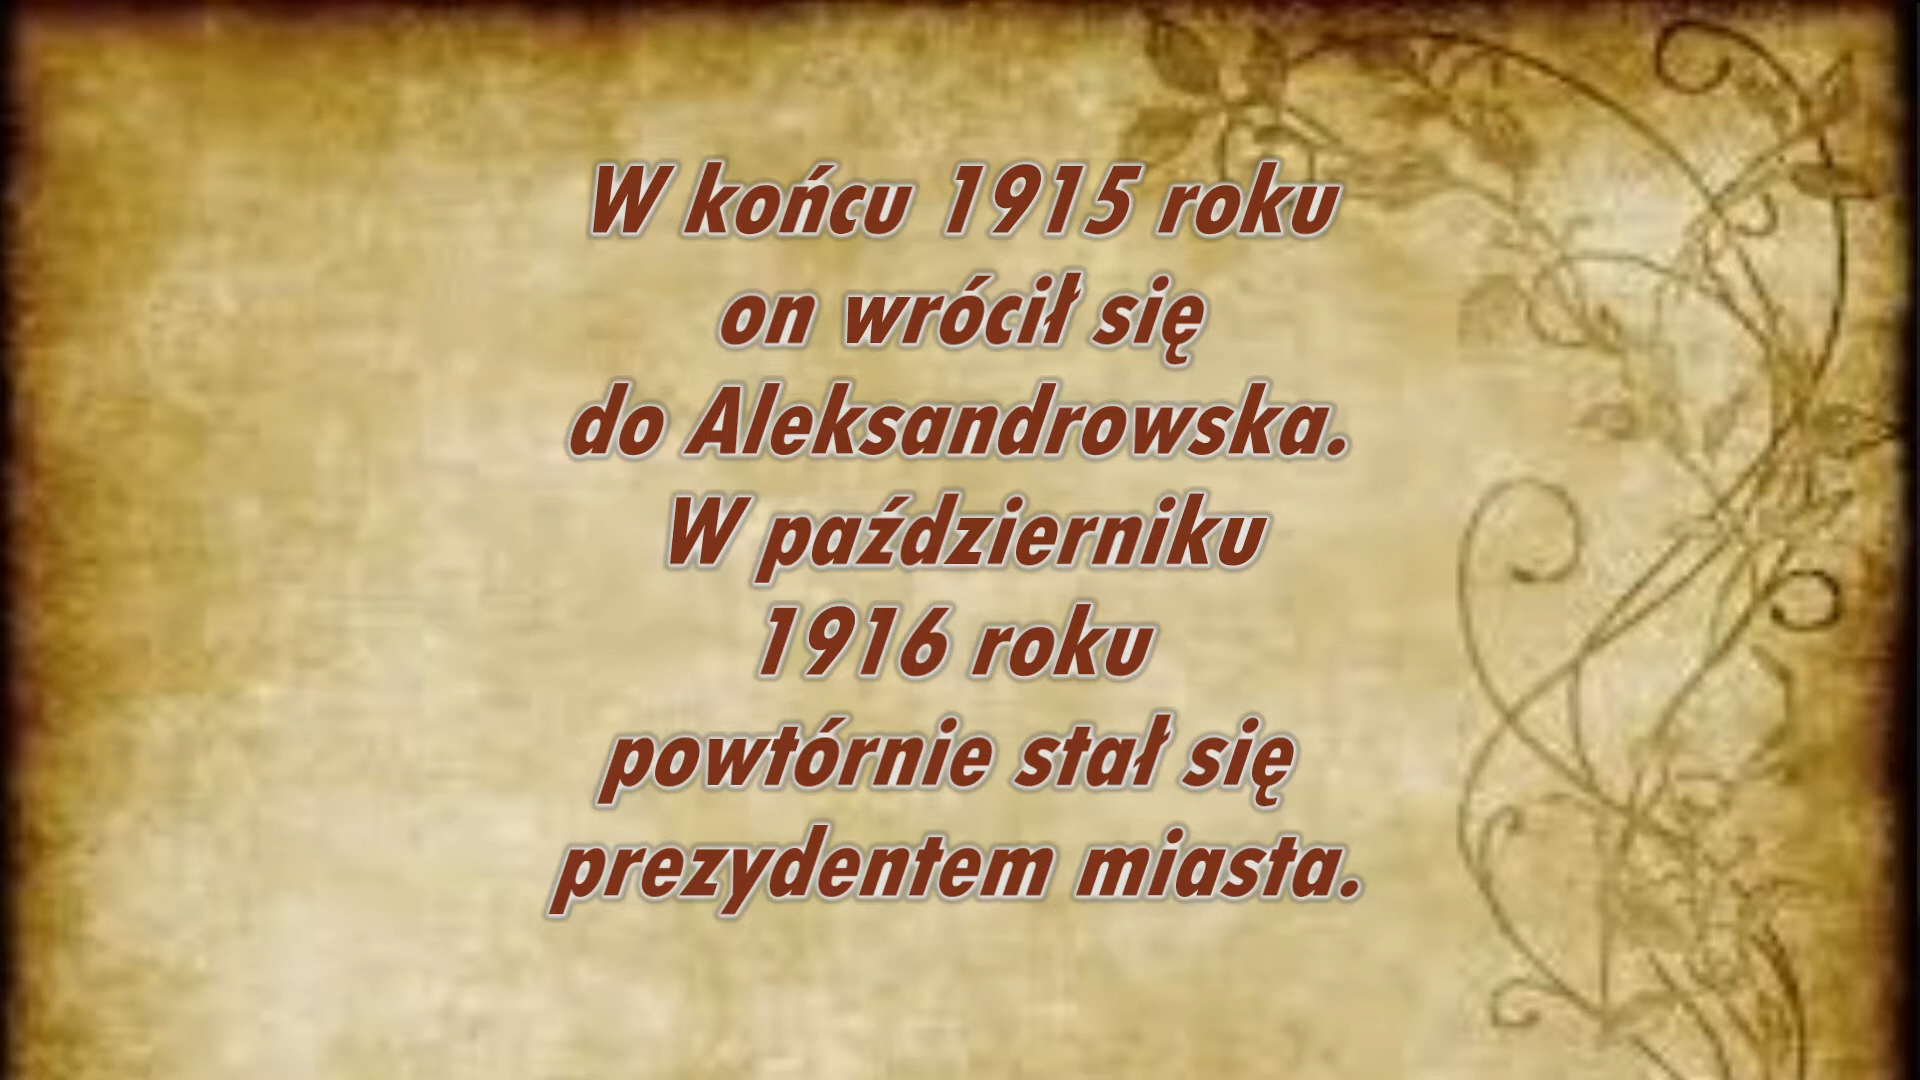 W końcu 1915 roku
on wrócił się
do Aleksandrowska.
W październiku
1916 roku
powtórnie stał się
prezydentem miasta.